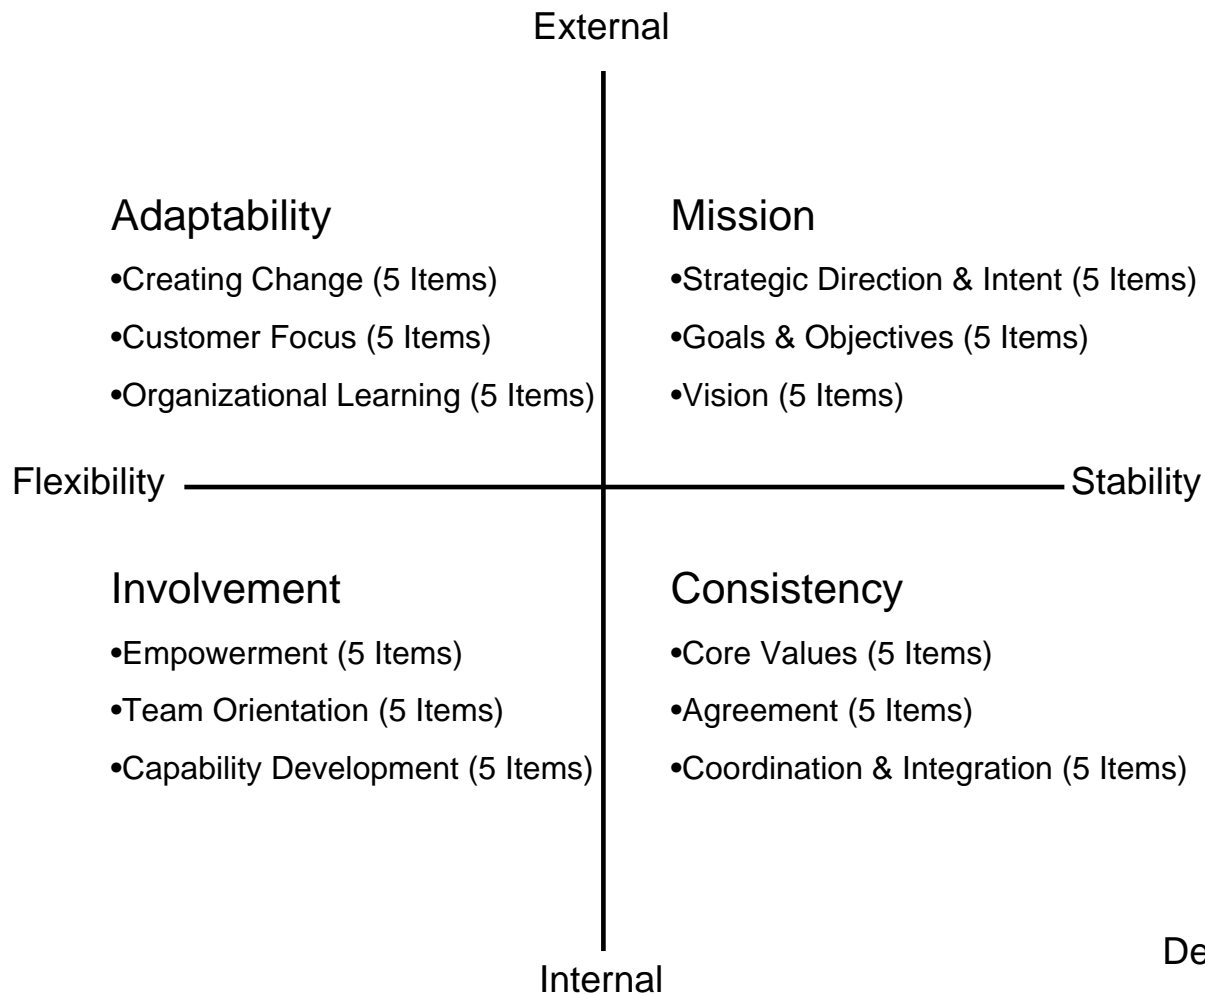 External
Adaptability
•Creating Change (5 Items)
•Customer Focus (5 Items)
•Organizational Learning (5 Items)
Mission
•Strategic Direction & Intent (5 Items)
•Goals & Objectives (5 Items)
•Vision (5 Items)
Flexibility
Stability
Involvement
•Empowerment (5 Items)
•Team Orientation (5 Items)
•Capability Development (5 Items)
Consistency
•Core Values (5 Items)
•Agreement (5 Items)
•Coordination & Integration (5 Items)
Internal